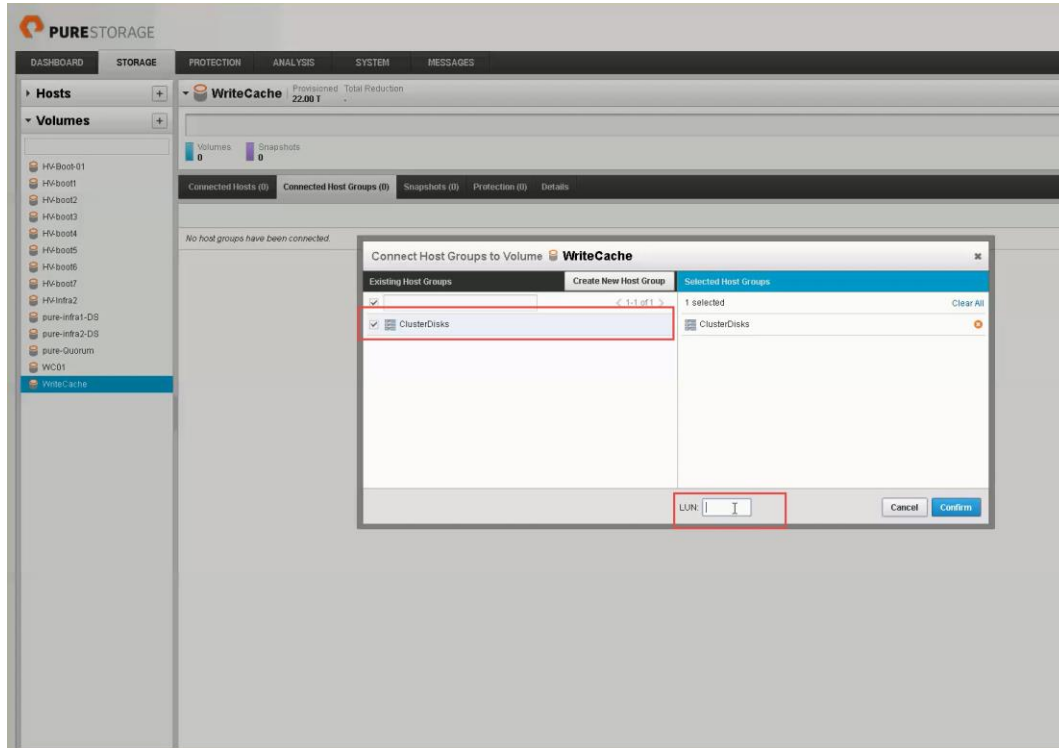 PURESTORAGE
DASHBOARD STORAGE PROTECTION ANALYSIS SYSTEM MESSAGES
Hosts
WriteCache Provisioned Total Reduction
22.00 T -
Volumes
Volumes Snapshots
0 0
HV-Boot-01
HV-boot1
HV-boot2
HV-boot3
HV-boot4
HV-boot5
HV-boot6
HV-boot7
HV-Infra2
pure-infra1-DS
pure-infra2-DS
pure-Quorum
WC01
WriteCache
Connected Hosts (0) Connected Host Groups (0) Snapshots (0) Protection (0) Details
No host groups have been connected.
Connect Host Groups to Volume WriteCache
Existing Host Groups Create New Host Group Selected Host Groups
< 1-1 of 1 > 1 selected Clear All
ClusterDisks ClusterDisks
LUN: Cancel Confirm